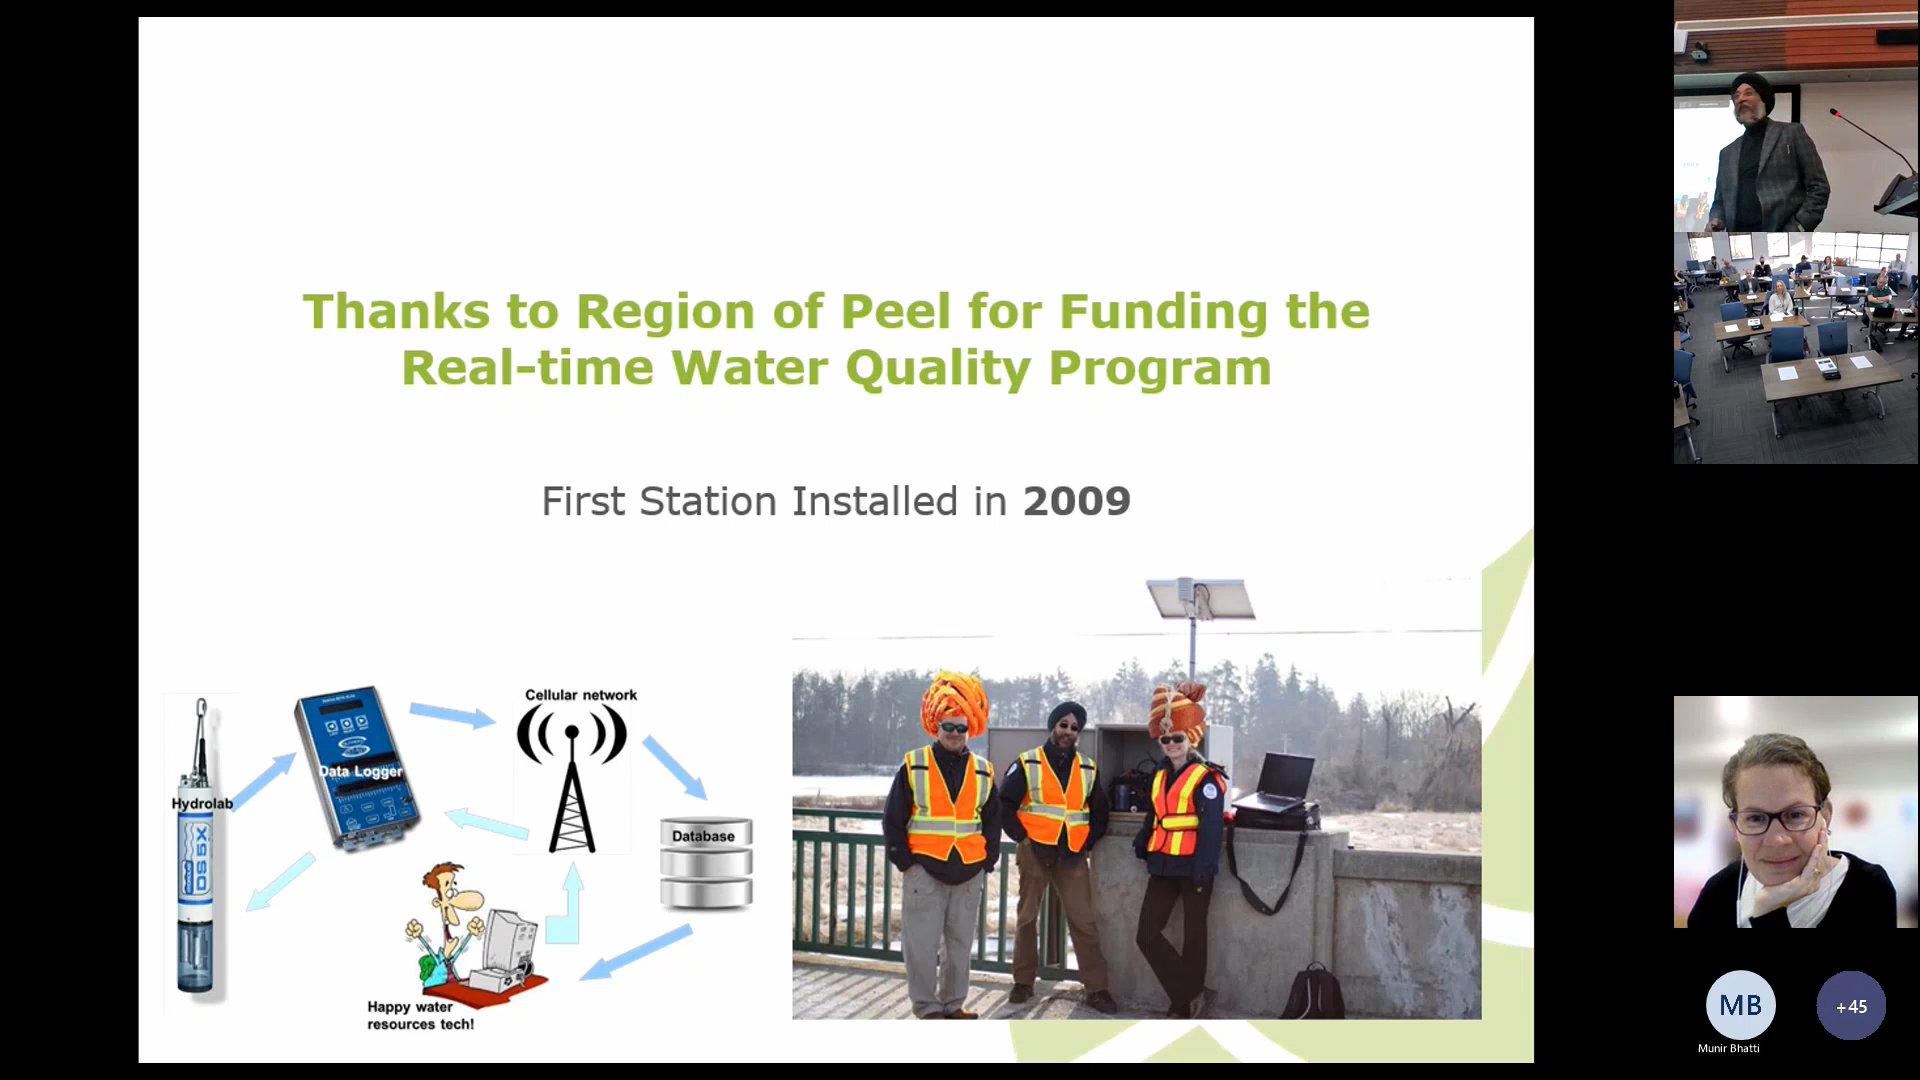 Thanks to Region of Peel for Funding the
Real-time Water Quality Program
First Station Installed in 2009
Cellular network
Data Logger
Hydrolab
DS5X
Database
Happy water
resources tech!
MB
+45
Munir Bhatti